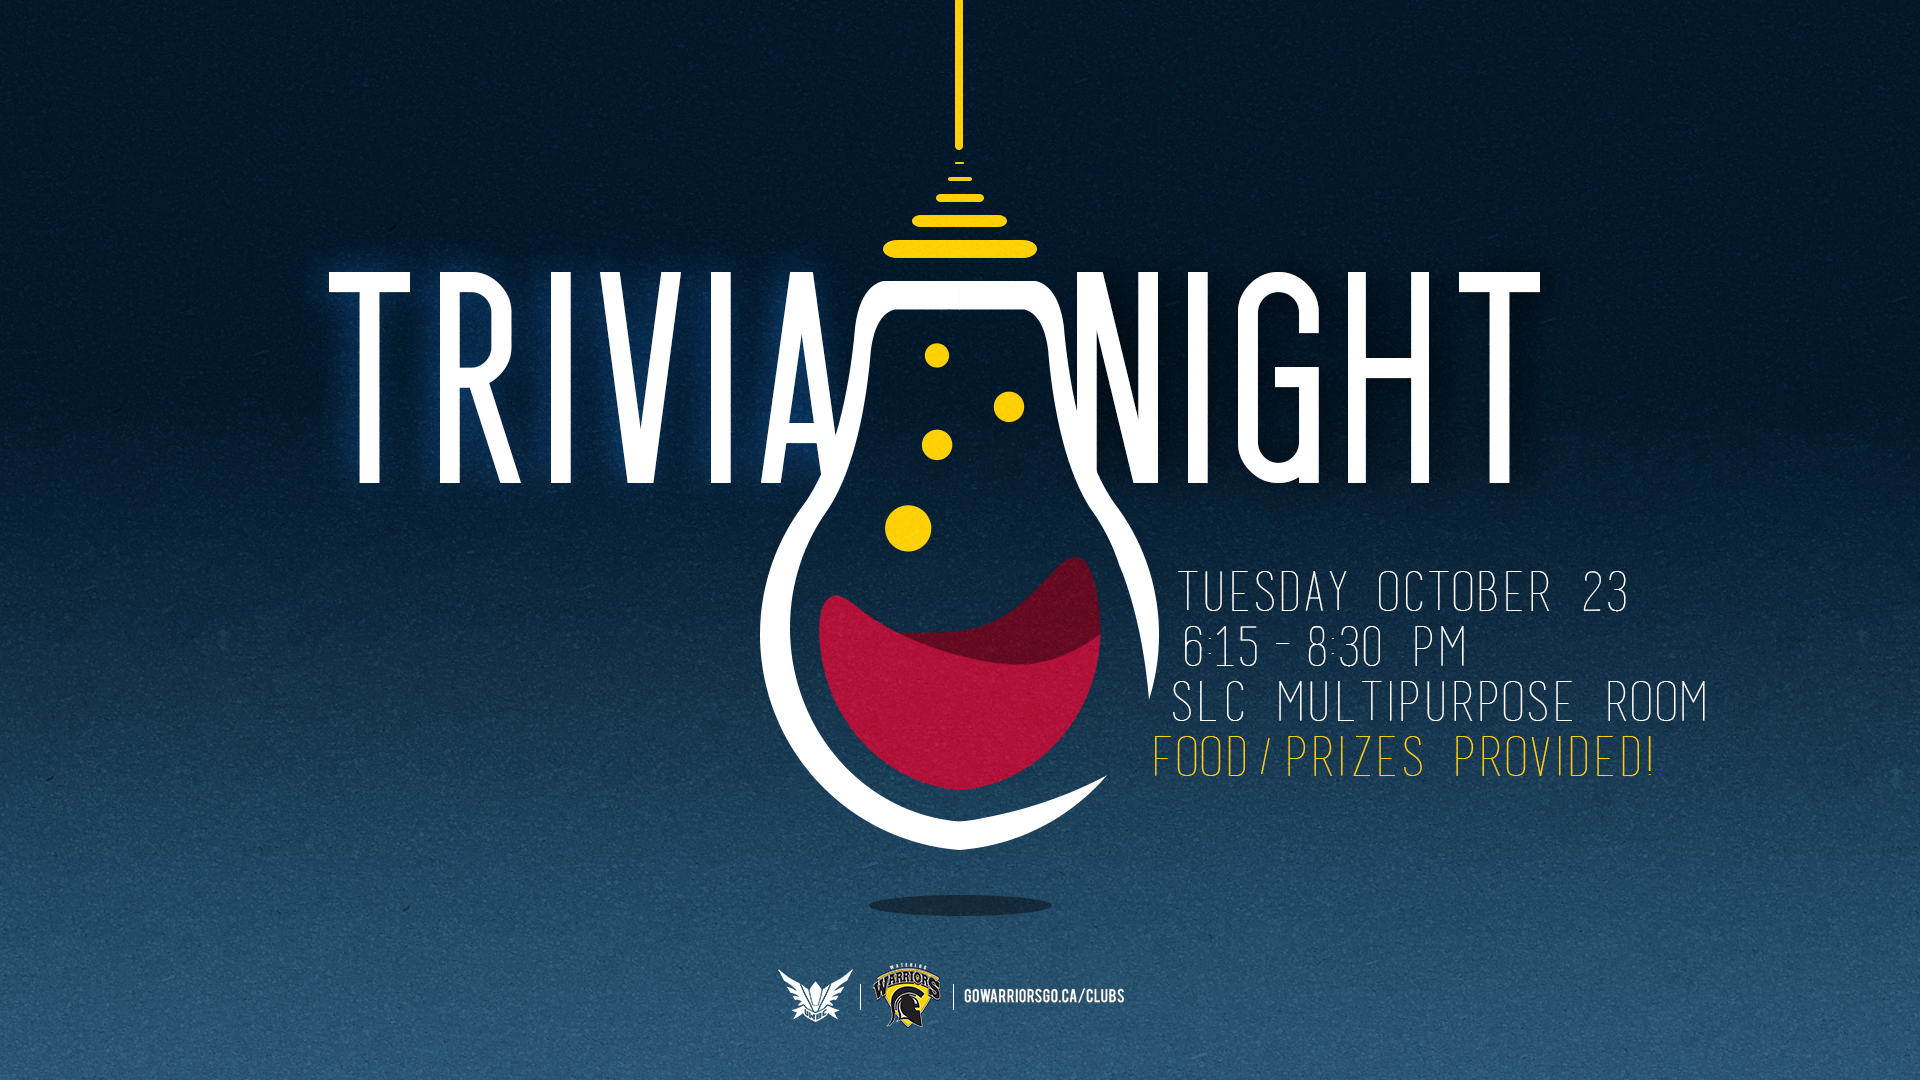 TRIVIA NIGHT
TUESDAY OCTOBER 23
6:15 - 8:30 PM
SLC MULTIPURPOSE ROOM
FOOD / PRIZES PROVIDED!
WATERLOO
WARRIORS
GOWARRIORSGO.CA/CLUBS